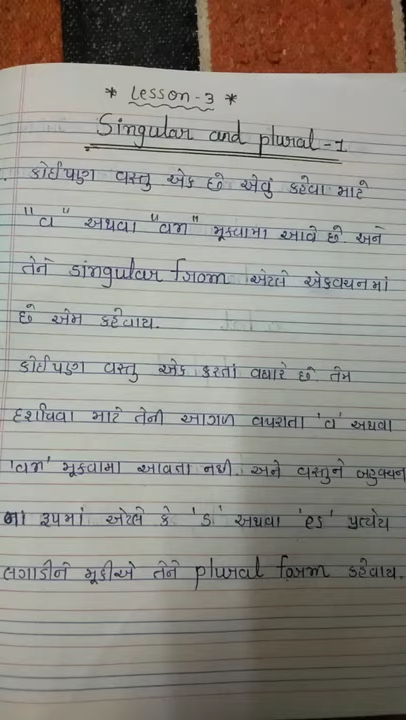 * Lesson-3 *
Singular and plural-1
કોઈપણ વસ્તુ એક છે એવું કહેવા માટે
"a" અથવા "an" મૂકવામા આવે છે. અને
તેને singular from એટલે એકવચનમાં
છે એમ કહેવાય.
કોઈપણ વસ્તુ એક કરતાં વધારે છે તેમ
દર્શાવવા માટે તેની આગળ વપરાતા 'a' અથવા
'an' મૂકવામા આવતા નથી. અને વસ્તુને બહુવચન
નાં રૂપમાં એટલે કે 's' અથવા 'es' પ્રત્યેય
લગાડીને મૂકીએ તેને plural form કહેવાય.